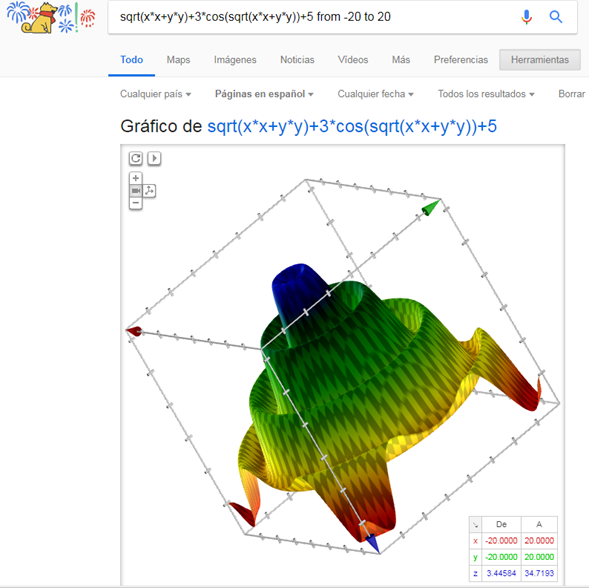 sqrt(x*x+y*y)+3*cos(sqrt(x*x+y*y))+5 from -20 to 20
Todo Maps Imágenes Noticias Vídeos Más Preferencias Herramientas
Cualquier país Páginas en español Cualquier fecha Todos los resultados Borrar
Gráfico de sqrt(x*x+y*y)+3*cos(sqrt(x*x+y*y))+5
De A
x -20.0000 20.0000
y -20.0000 20.0000
z 3.44584 34.7193